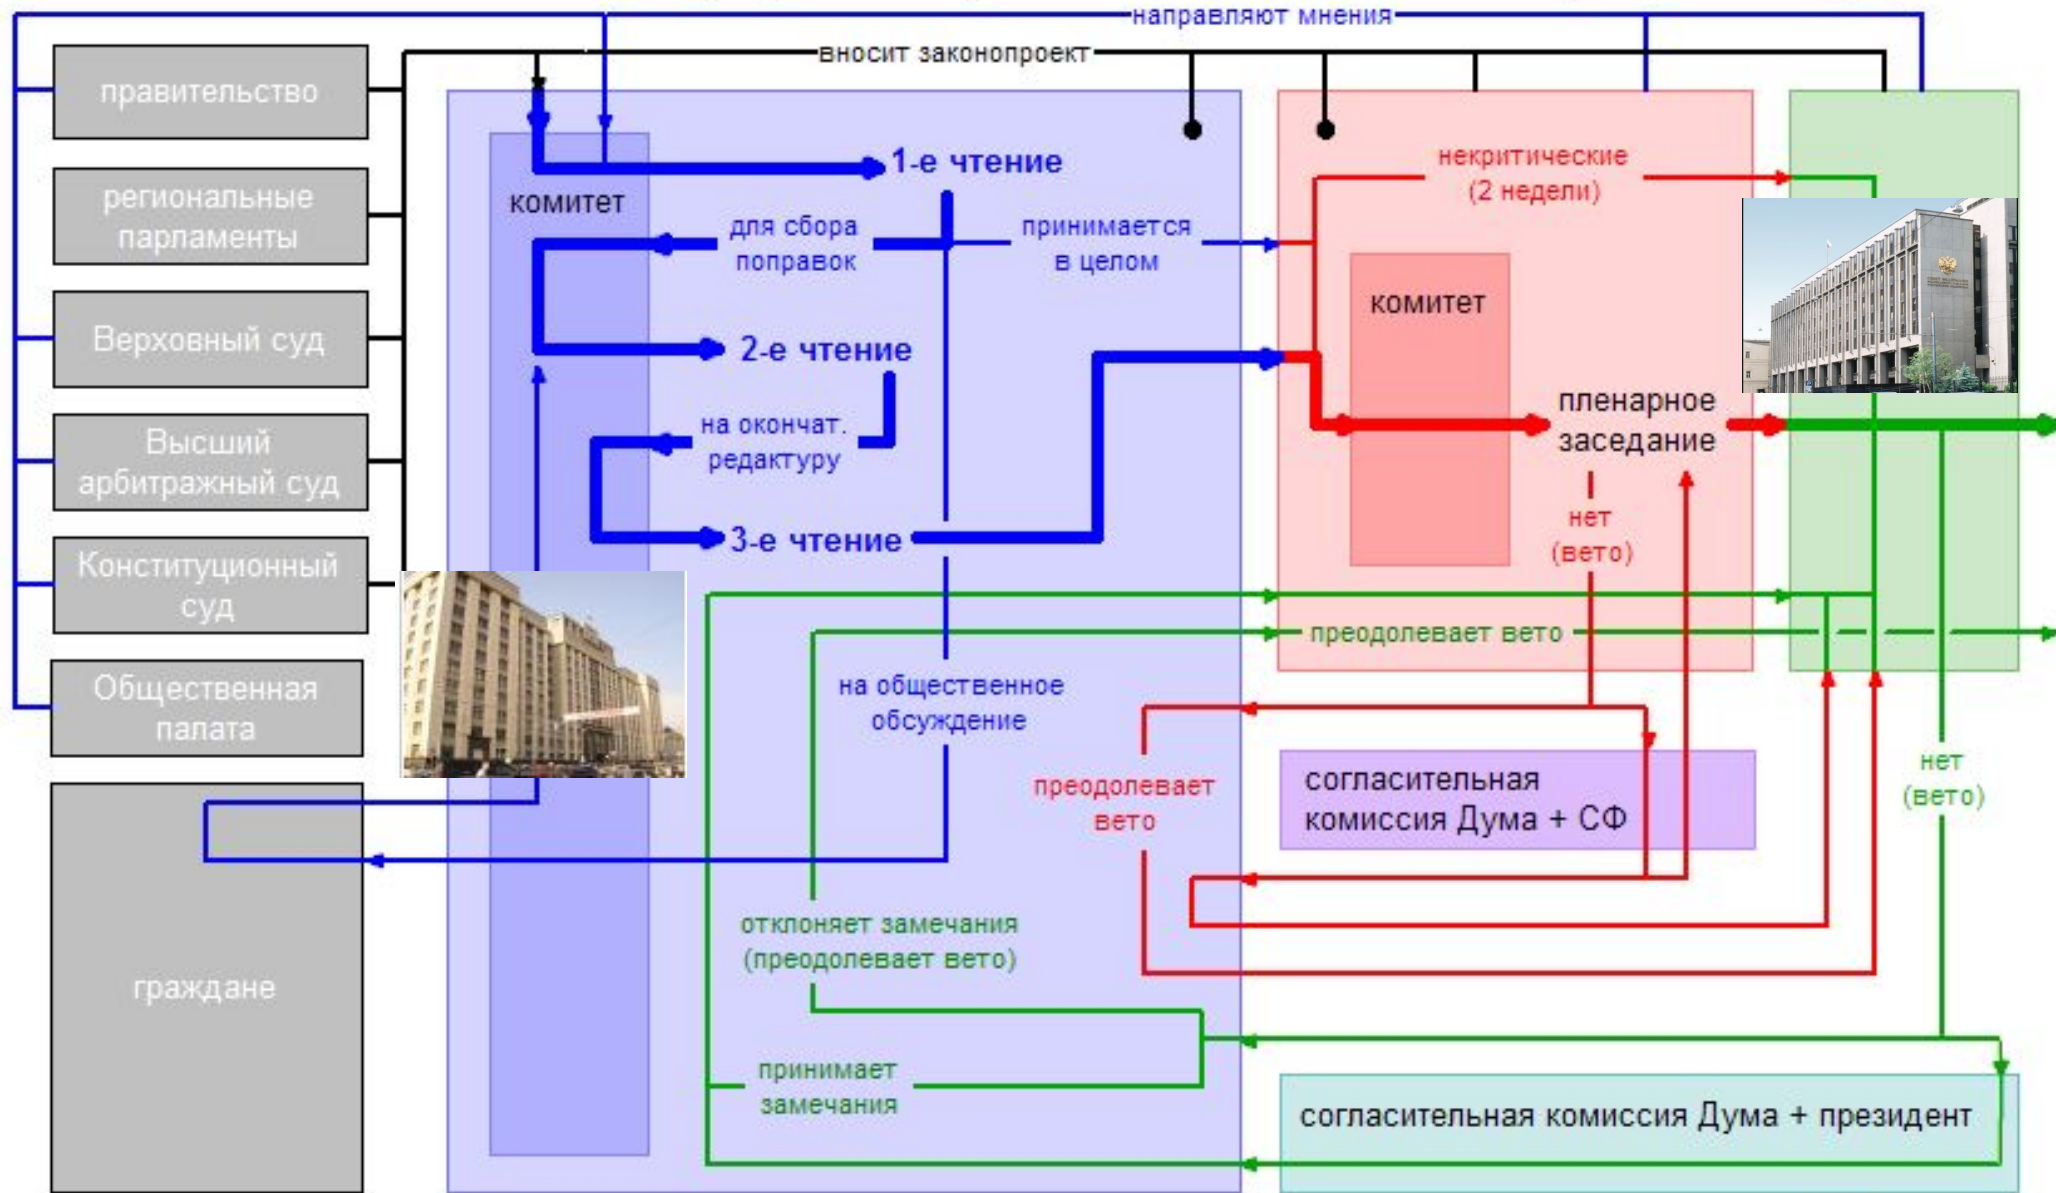 направляют мнения
вносит законопроект
правительство
региональные
парламенты
Верховный суд
Высший
арбитражный суд
Конституционный
суд
Общественная
палата
граждане
комитет
1-е чтение
для сбора
поправок
принимается
в целом
2-е чтение
на окончат.
редактуру
3-е чтение
на общественное
обсуждение
отклоняет замечания
(преодолевает вето)
принимает
замечания
некритические
(2 недели)
комитет
пленарное
заседание
нет
(вето)
преодолевает вето
преодолевает
вето
согласительная
комиссия Дума + СФ
нет
(вето)
согласительная комиссия Дума + президент